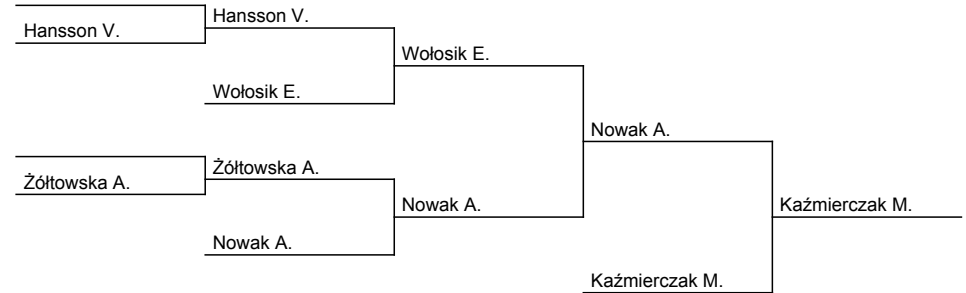 Hansson V.
Hansson V.
Wołosik E.
Wołosik E.
Nowak A.
Żółtowska A.
Żółtowska A.
Nowak A.
Kaźmierczak M.
Nowak A.
Kaźmierczak M.